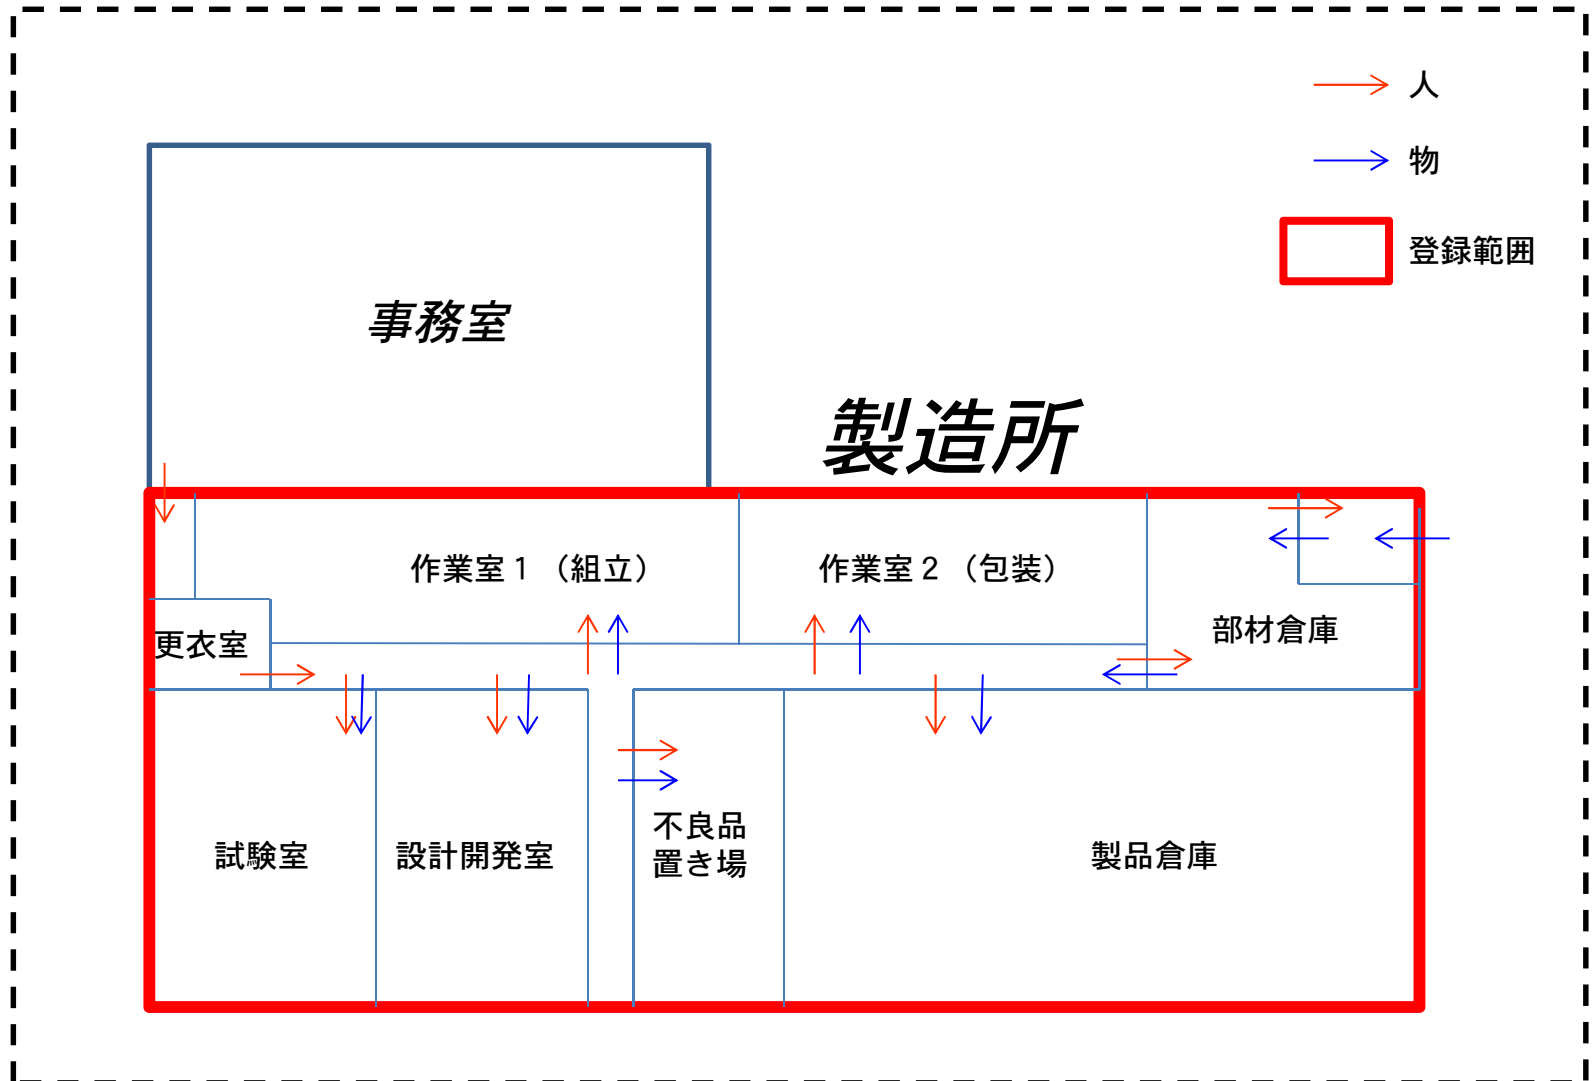 人
物
登録範囲
事務室
製造所
作業室1（組立）
作業室2（包装）
部材倉庫
更衣室
試験室
設計開発室
不良品
置き場
製品倉庫